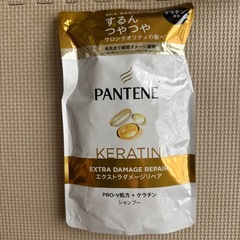 するん
つやつや
サロンクオリティの髪へ
PANTENE
KERATIN
EXTRA DAMAGE REPAIR
エクストラダメージリペア
PRO-V処方 + ケラチン
シャンプー